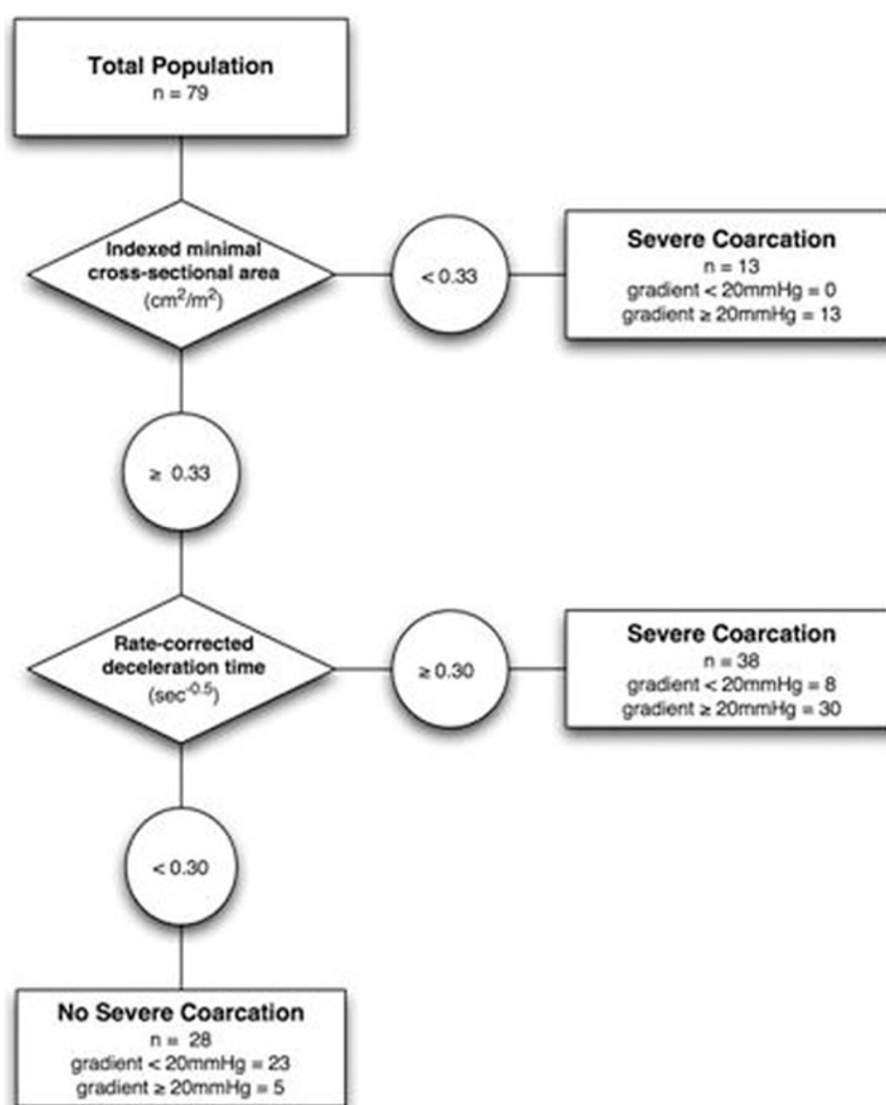 Total Population
n = 79
Indexed minimal
cross-sectional area
(cm²/m²)
< 0.33
Severe Coarcation
n = 13
gradient < 20mmHg = 0
gradient ≥ 20mmHg = 13
≥ 0.33
Rate-corrected
deceleration time
(sec⁻⁰·⁵)
≥ 0.30
Severe Coarcation
n = 38
gradient < 20mmHg = 8
gradient ≥ 20mmHg = 30
< 0.30
No Severe Coarcation
n = 28
gradient < 20mmHg = 23
gradient ≥ 20mmHg = 5